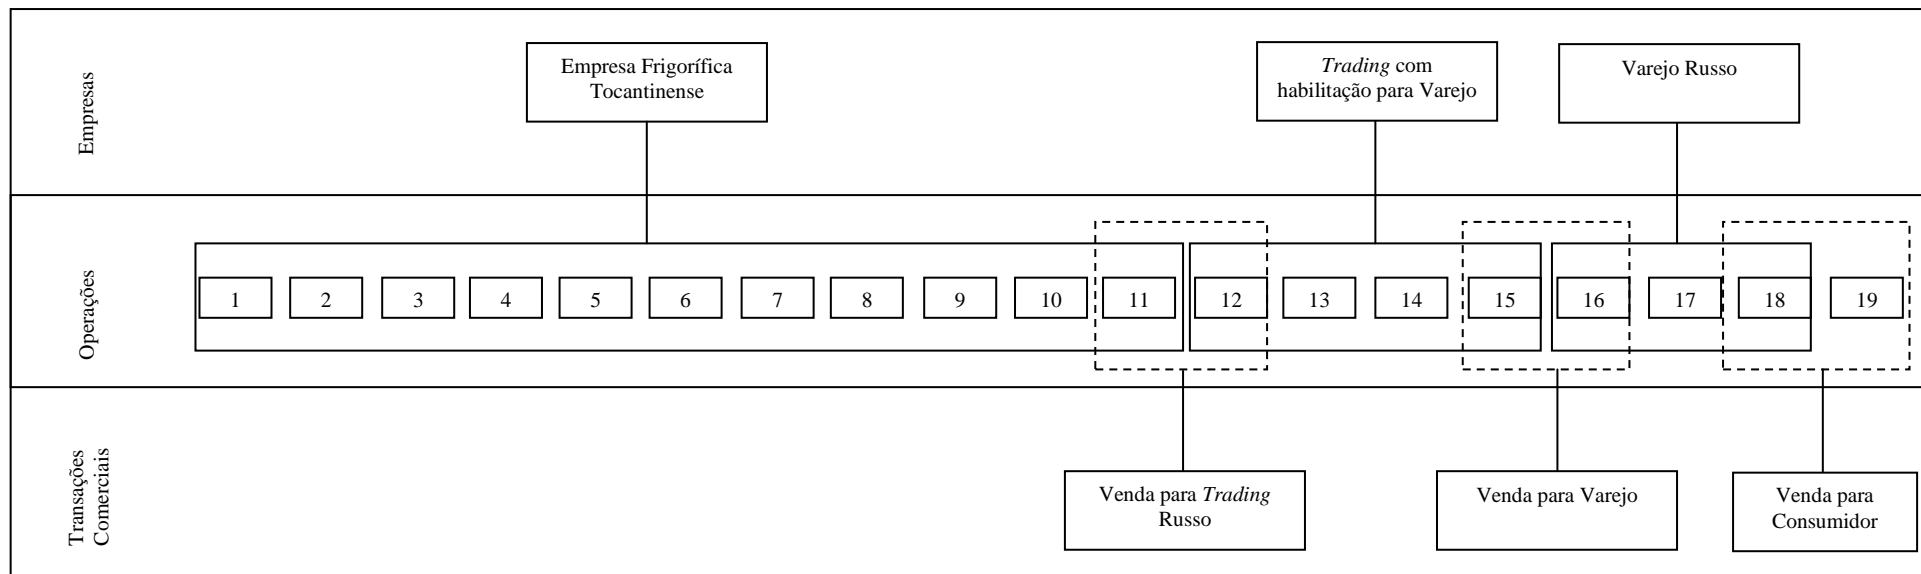 Empresas
Empresa Frigorífica
Tocantinense
Trading com
habilitação para Varejo
Varejo Russo
Operações
1 2 3 4 5 6 7 8 9 10 11 12 13 14 15 16 17 18 19
Transações
Comerciais
Venda para Trading
Russo
Venda para Varejo
Venda para
Consumidor